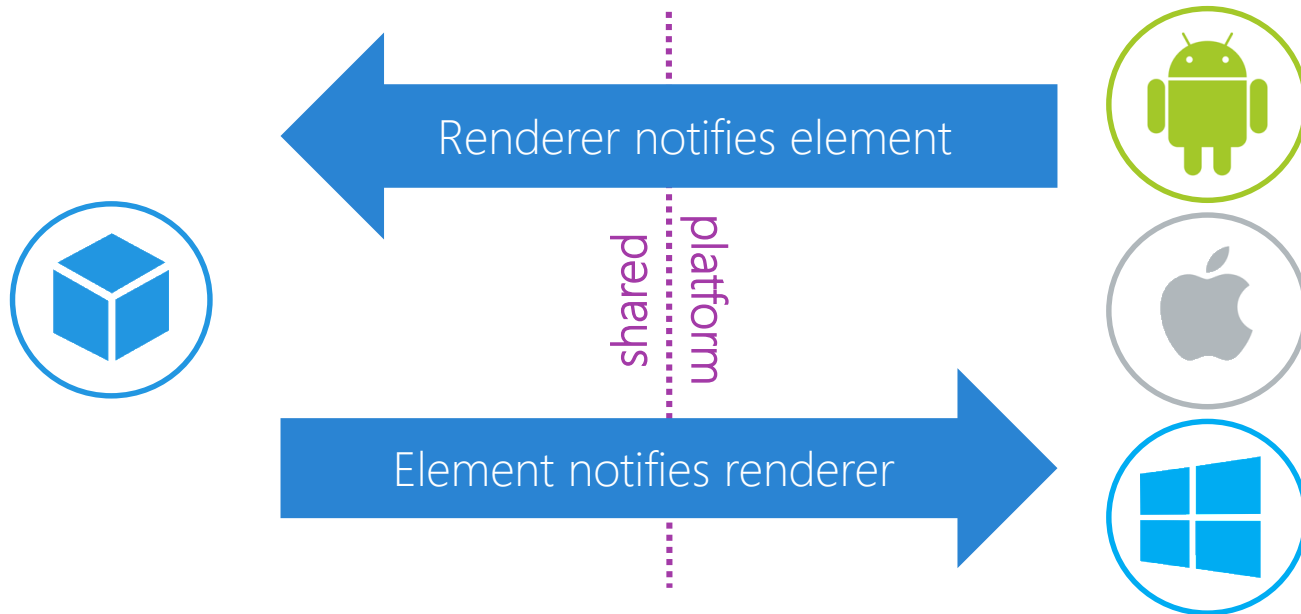 Renderer notifies element
shared
platform
Element notifies renderer